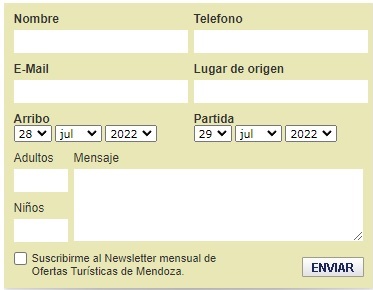 Nombre Telefono
E-Mail Lugar de origen
Arribo Partida
28 jul 2022 29 jul 2022
Adultos Mensaje
Niños
Suscribirme al Newsletter mensual de
Ofertas Turísticas de Mendoza.
ENVIAR